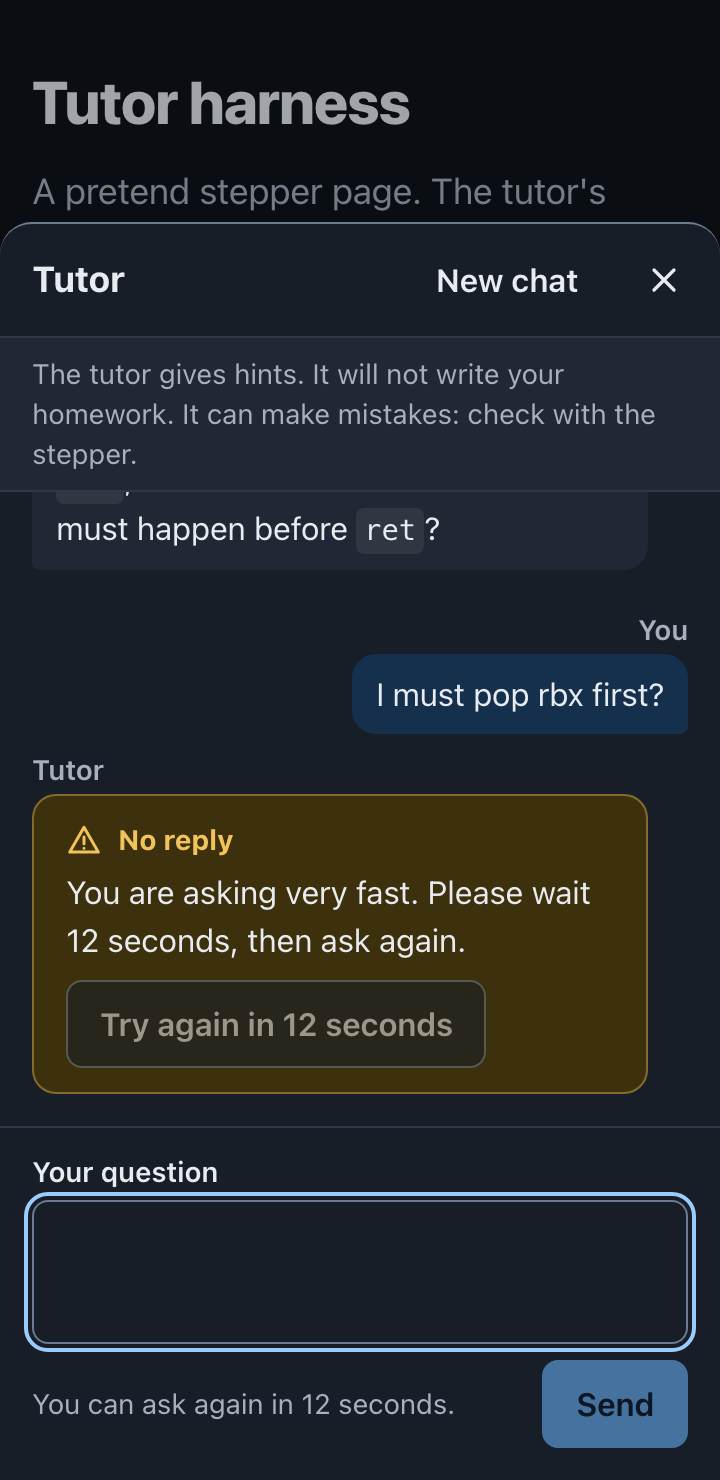 Tutor harness
A pretend stepper page. The tutor's
Tutor
New chat
The tutor gives hints. It will not write your
homework. It can make mistakes: check with the
stepper.
must happen before ret?
You
I must pop rbx first?
Tutor
No reply
You are asking very fast. Please wait
12 seconds, then ask again.
Try again in 12 seconds
Your question
You can ask again in 12 seconds.
Send